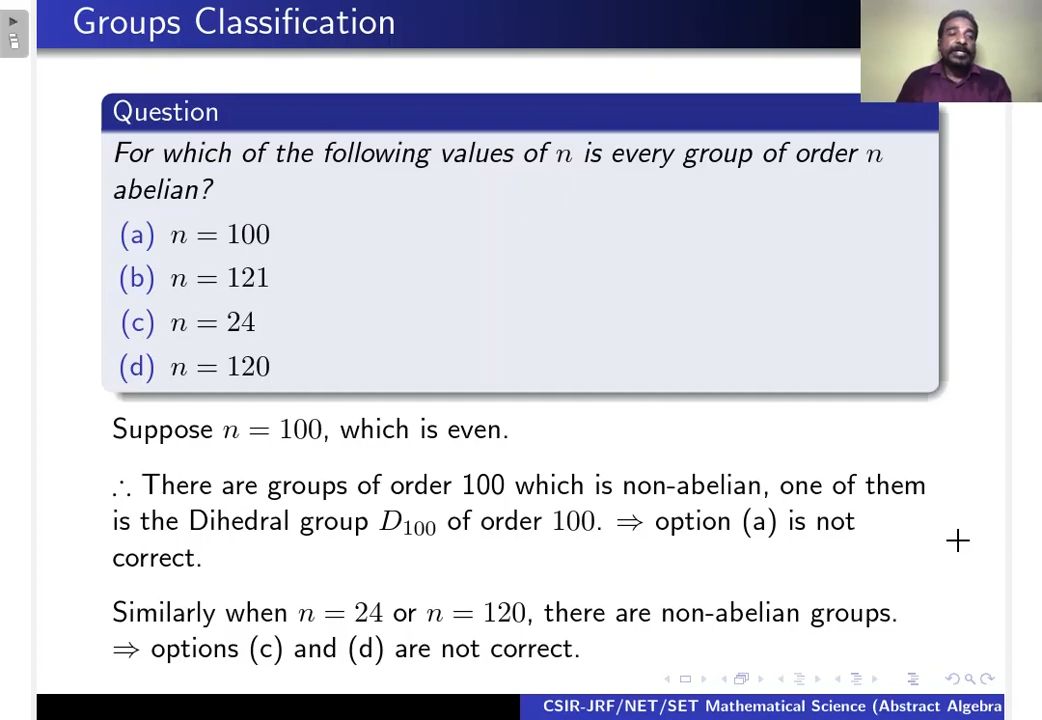 Groups Classification
Question
For which of the following values of n is every group of order n
abelian?
(a) n = 100
(b) n = 121
(c) n = 24
(d) n = 120
Suppose n = 100, which is even.
∴ There are groups of order 100 which is non-abelian, one of them
is the Dihedral group D₁₀₀ of order 100. ⇒ option (a) is not
correct.
Similarly when n = 24 or n = 120, there are non-abelian groups.
⇒ options (c) and (d) are not correct.
CSIR-JRF/NET/SET Mathematical Science (Abstract Algebra